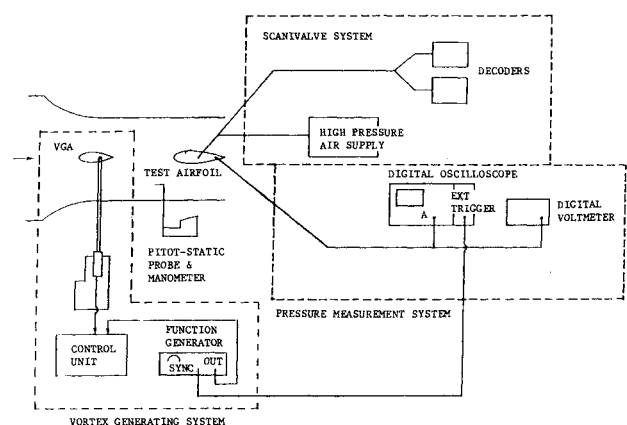 SCANIVALVE SYSTEM
DECODERS
HIGH PRESSURE
AIR SUPPLY
VGA
TEST AIRFOIL
DIGITAL OSCILLOSCOPE
A
EXT
TRIGGER
DIGITAL
VOLTMETER
PITOT-STATIC
PROBE &
MANOMETER
PRESSURE MEASUREMENT SYSTEM
FUNCTION
GENERATOR
CONTROL
UNIT
SYNC
OUT
VORTEX GENERATING SYSTEM